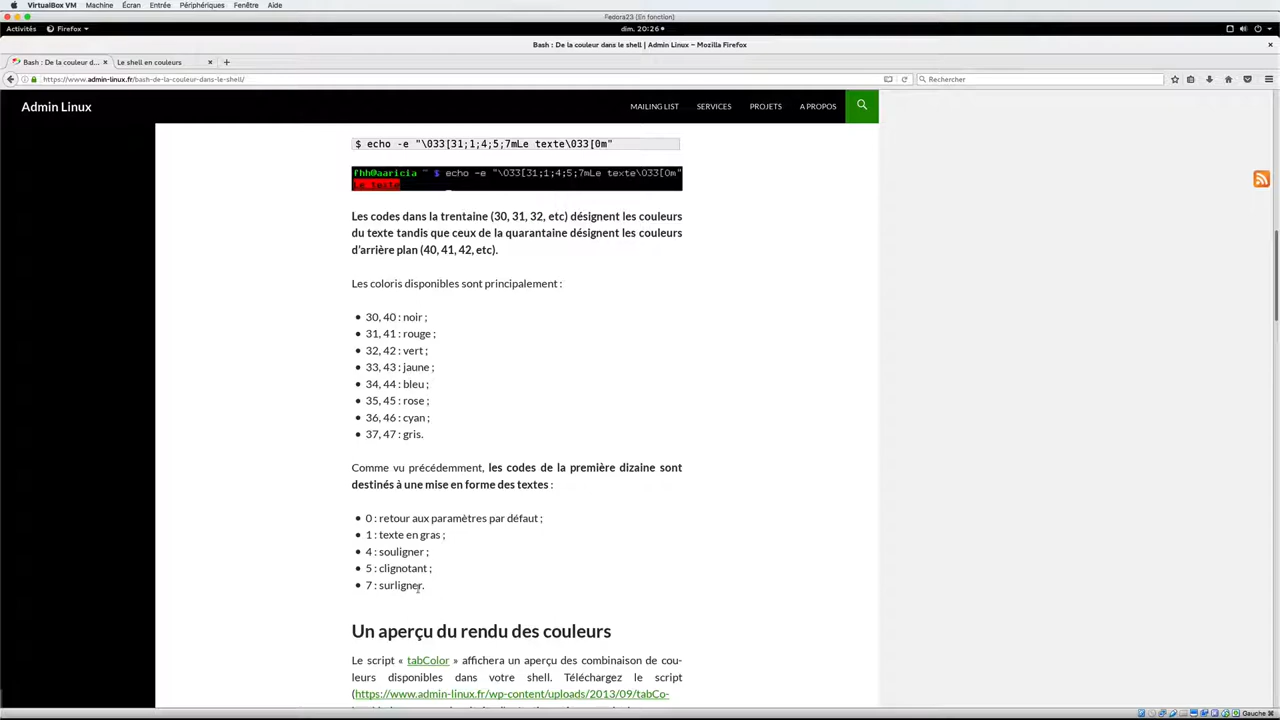 VirtualBox VM Machine Écran Entrée Périphériques Fenêtre Aide
Fedora23 (En fonction)
Activités Firefox dim. 20:26
Bash : De la couleur dans le shell | Admin Linux – Mozilla Firefox
Bash : De la couleur d... Le shell en couleurs
https://www.admin-linux.fr/bash-de-la-couleur-dans-le-shell/ Rechercher
Admin Linux MAILING LIST SERVICES PROJETS A PROPOS
$ echo -e "\033[31;1;4;5;7mLe texte\033[0m"
fhh@aaricia ~ $ echo -e "\033[31;1;4;5;7mLe texte\033[0m"
Le texte
Les codes dans la trentaine (30, 31, 32, etc) désignent les couleurs
du texte tandis que ceux de la quarantaine désignent les couleurs
d'arrière plan (40, 41, 42, etc).
Les coloris disponibles sont principalement :
• 30, 40 : noir ;
• 31, 41 : rouge ;
• 32, 42 : vert ;
• 33, 43 : jaune ;
• 34, 44 : bleu ;
• 35, 45 : rose ;
• 36, 46 : cyan ;
• 37, 47 : gris.
Comme vu précédemment, les codes de la première dizaine sont
destinés à une mise en forme des textes :
• 0 : retour aux paramètres par défaut ;
• 1 : texte en gras ;
• 4 : souligner ;
• 5 : clignotant ;
• 7 : surligner.
Un aperçu du rendu des couleurs
Le script « tabColor » affichera un aperçu des combinaison de cou-
leurs disponibles dans votre shell. Téléchargez le script
(https://www.admin-linux.fr/wp-content/uploads/2013/09/tabCo-
Gauche ⌘